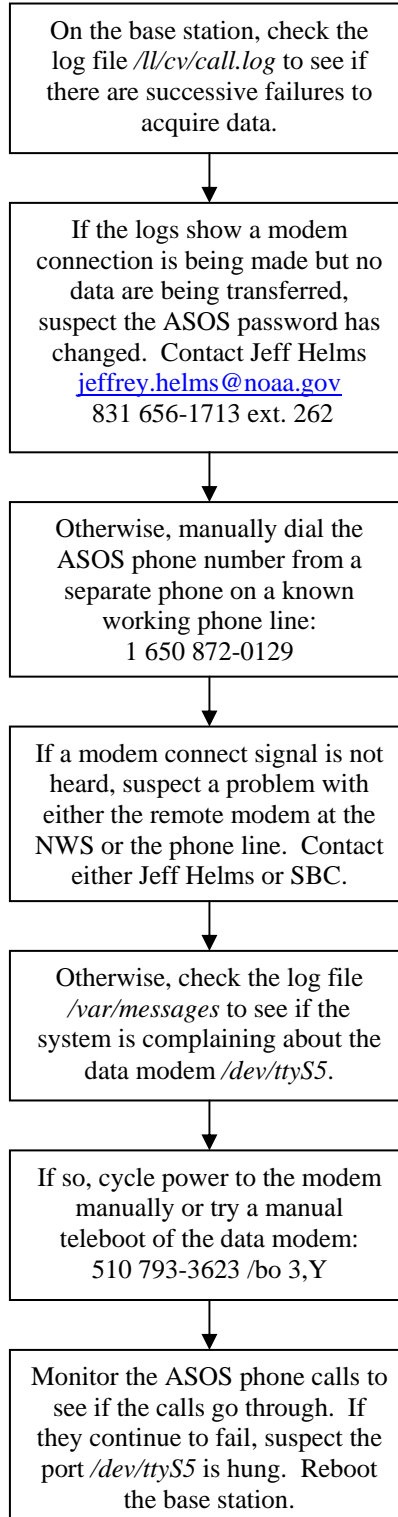 On the base station, check the
log file /ll/cv/call.log to see if
there are successive failures to
acquire data.
If the logs show a modem
connection is being made but no
data are being transferred,
suspect the ASOS password has
changed.  Contact Jeff Helms
jeffrey.helms@noaa.gov
831 656-1713 ext. 262
Otherwise, manually dial the
ASOS phone number from a
separate phone on a known
working phone line:
1 650 872-0129
If a modem connect signal is not
heard, suspect a problem with
either the remote modem at the
NWS or the phone line.  Contact
either Jeff Helms or SBC.
Otherwise, check the log file
/var/messages to see if the
system is complaining about the
data modem /dev/ttyS5.
If so, cycle power to the modem
manually or try a manual
teleboot of the data modem:
510 793-3623 /bo 3,Y
Monitor the ASOS phone calls to
see if the calls go through.  If
they continue to fail, suspect the
port /dev/ttyS5 is hung.  Reboot
the base station.